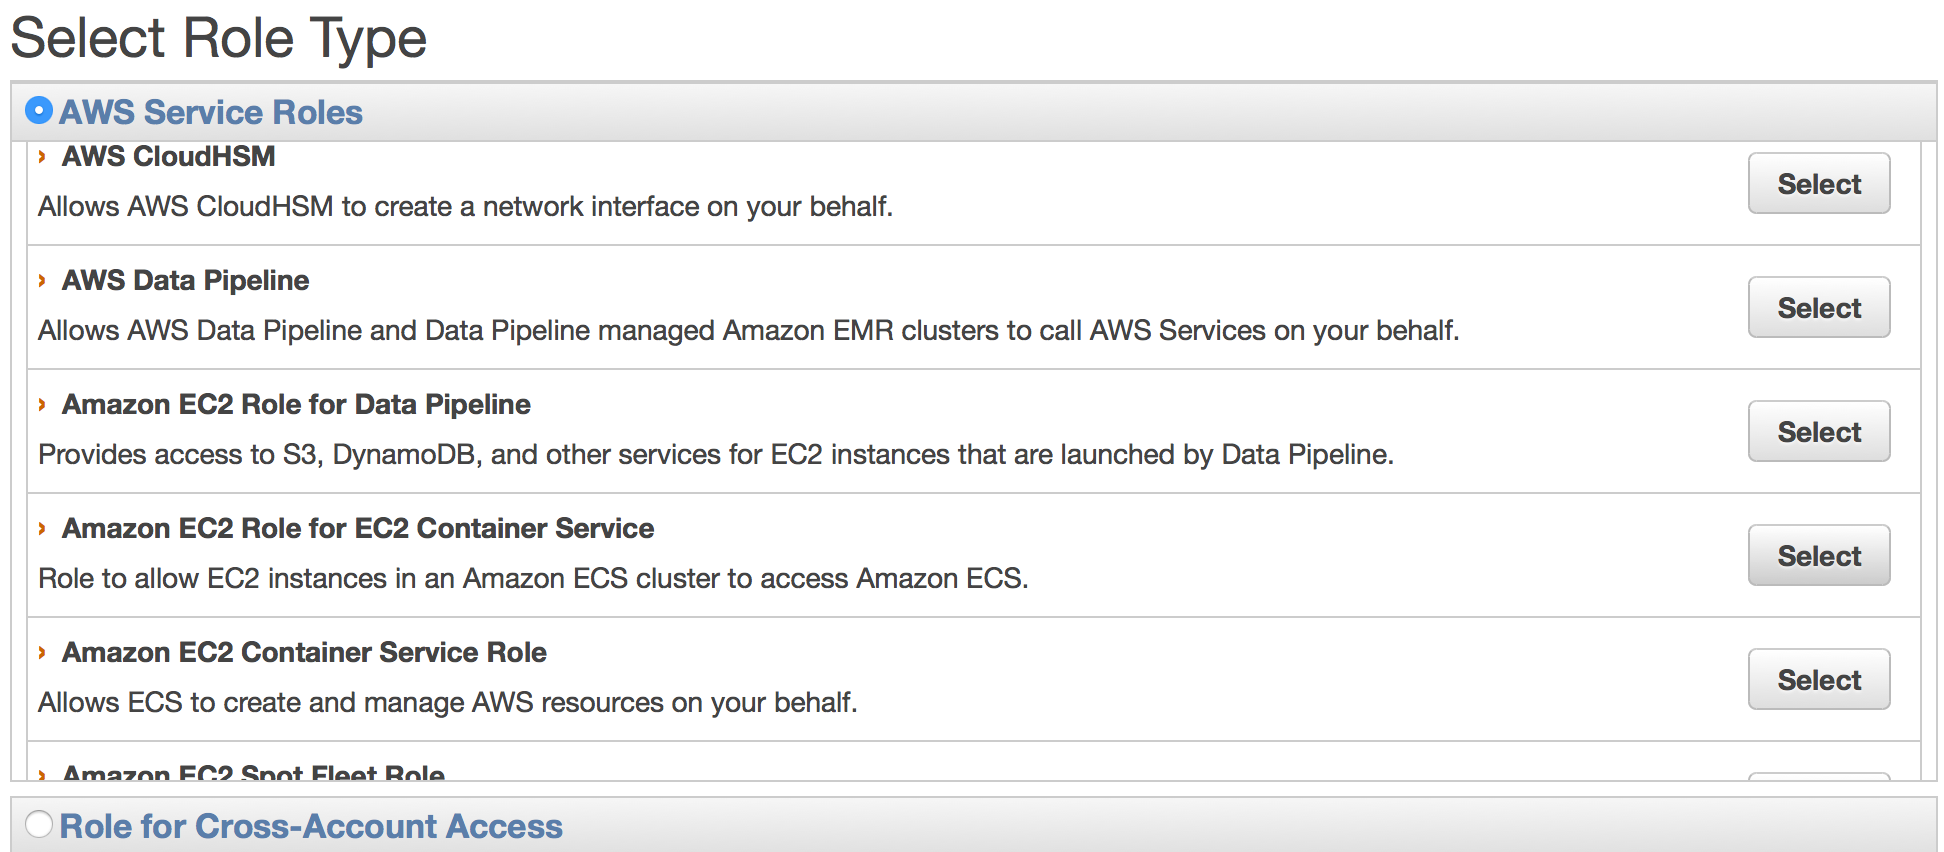 Select Role Type
AWS Service Roles
AWS CloudHSM
Select
Allows AWS CloudHSM to create a network interface on your behalf.
AWS Data Pipeline
Select
Allows AWS Data Pipeline and Data Pipeline managed Amazon EMR clusters to call AWS Services on your behalf.
Amazon EC2 Role for Data Pipeline
Select
Provides access to S3, DynamoDB, and other services for EC2 instances that are launched by Data Pipeline.
Amazon EC2 Role for EC2 Container Service
Select
Role to allow EC2 instances in an Amazon ECS cluster to access Amazon ECS.
Amazon EC2 Container Service Role
Select
Allows ECS to create and manage AWS resources on your behalf.
Amazon EC2 Spot Fleet Role
Role for Cross-Account Access